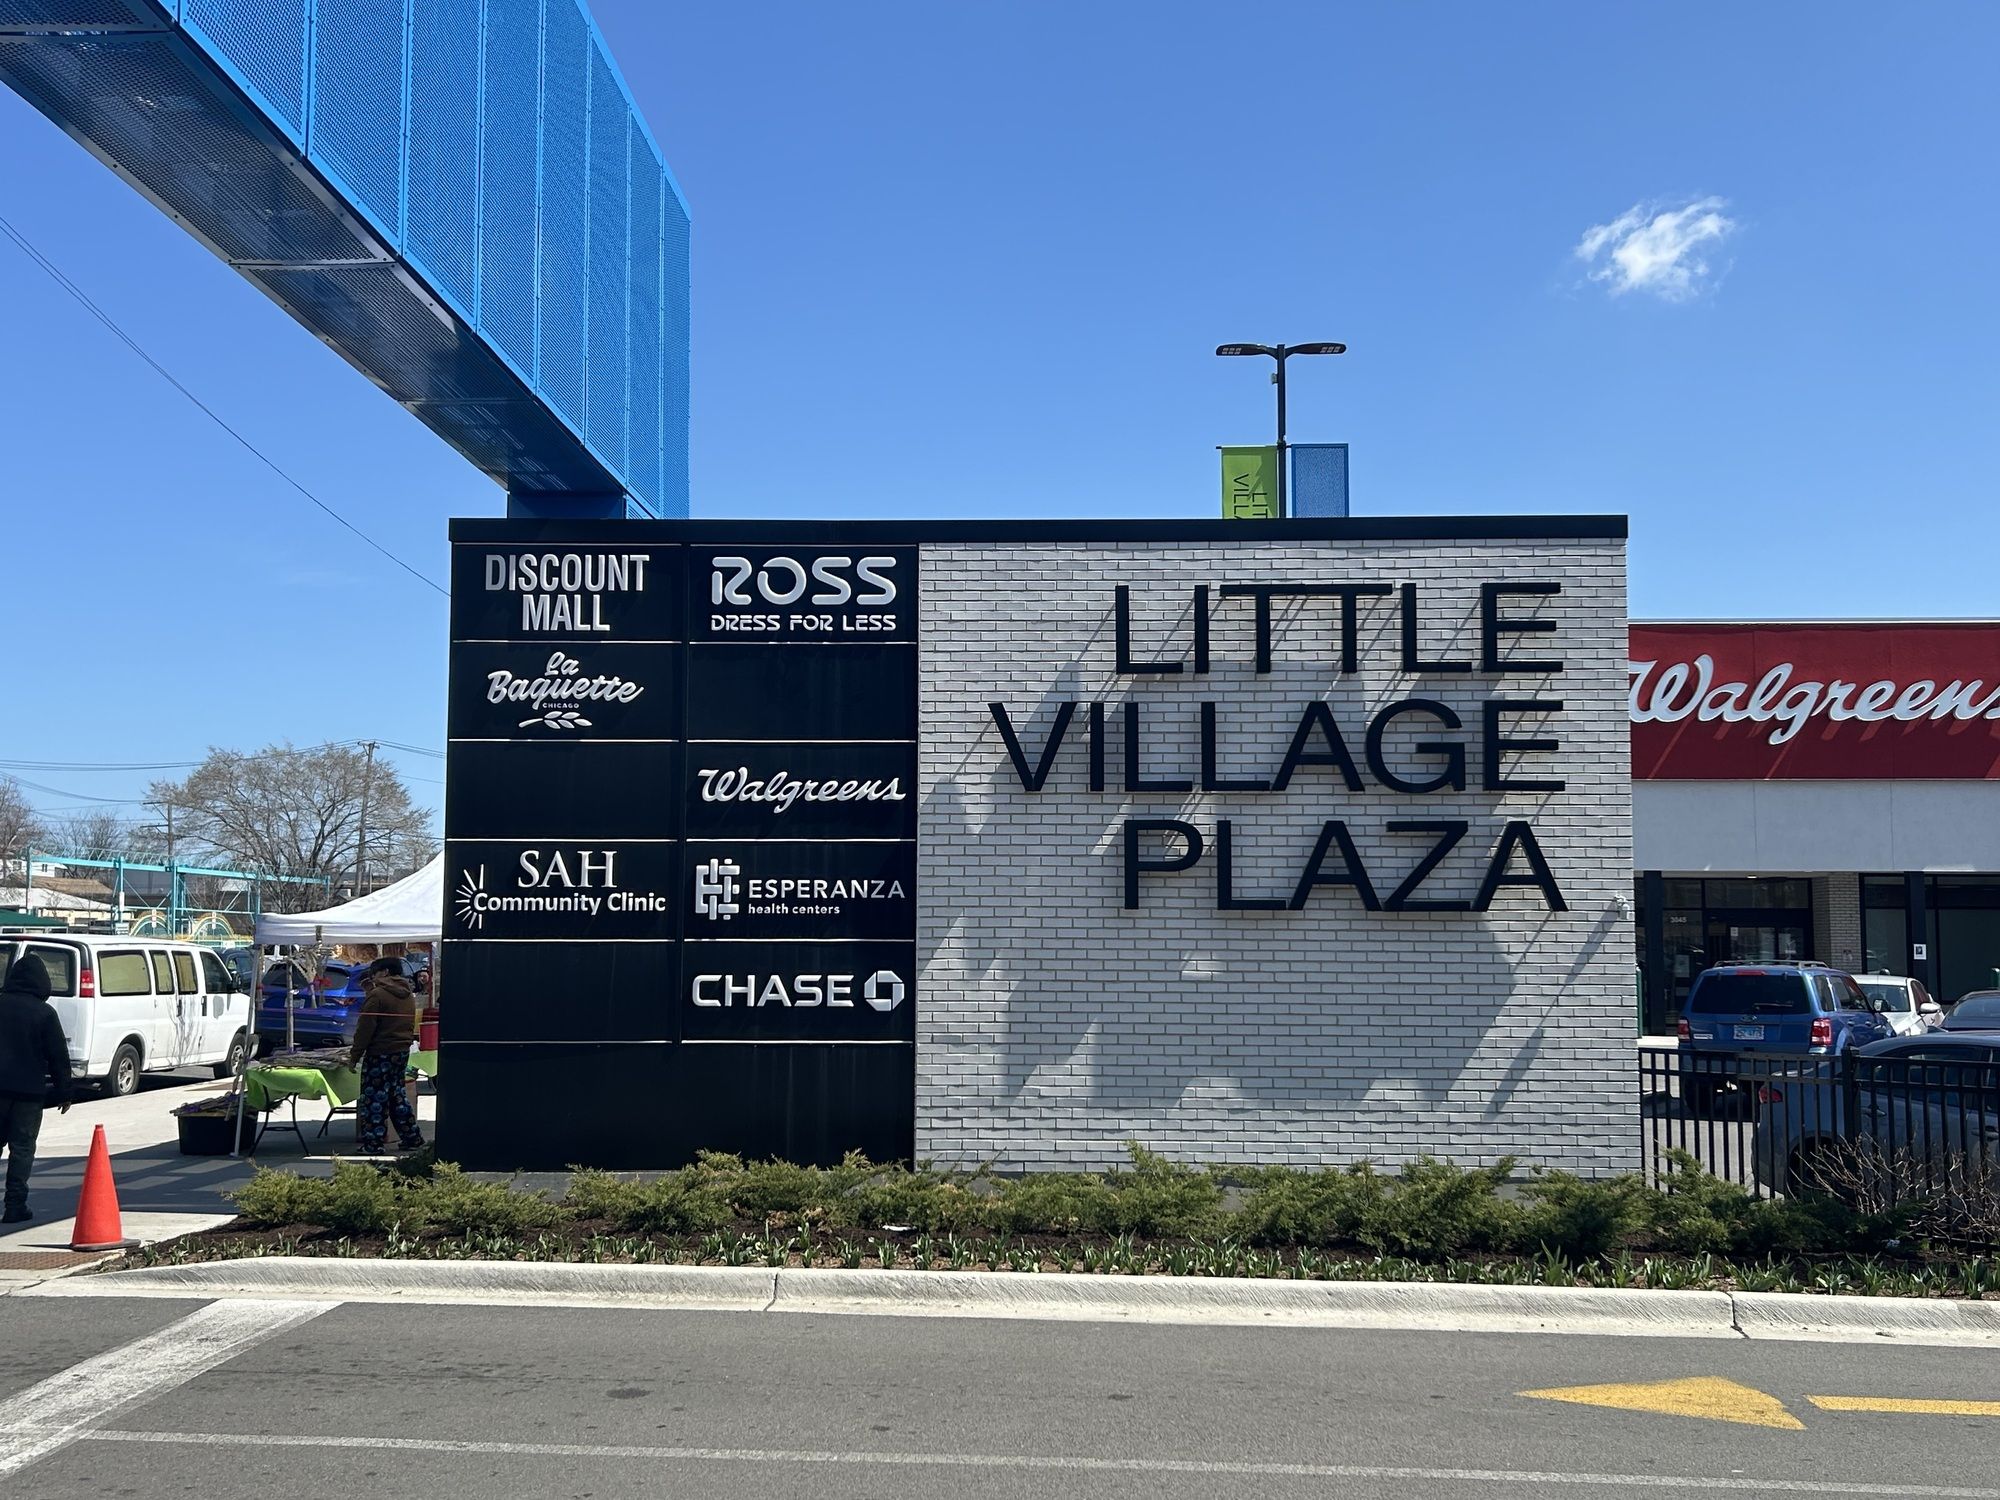 DISCOUNT
MALL
ROSS
DRESS FOR LESS
La
Baguette
CHICAGO
Walgreens
SAH
Community Clinic
ESPERANZA
health centers
CHASE
LITTLE
VILLAGE
PLAZA
Walgreens
3045